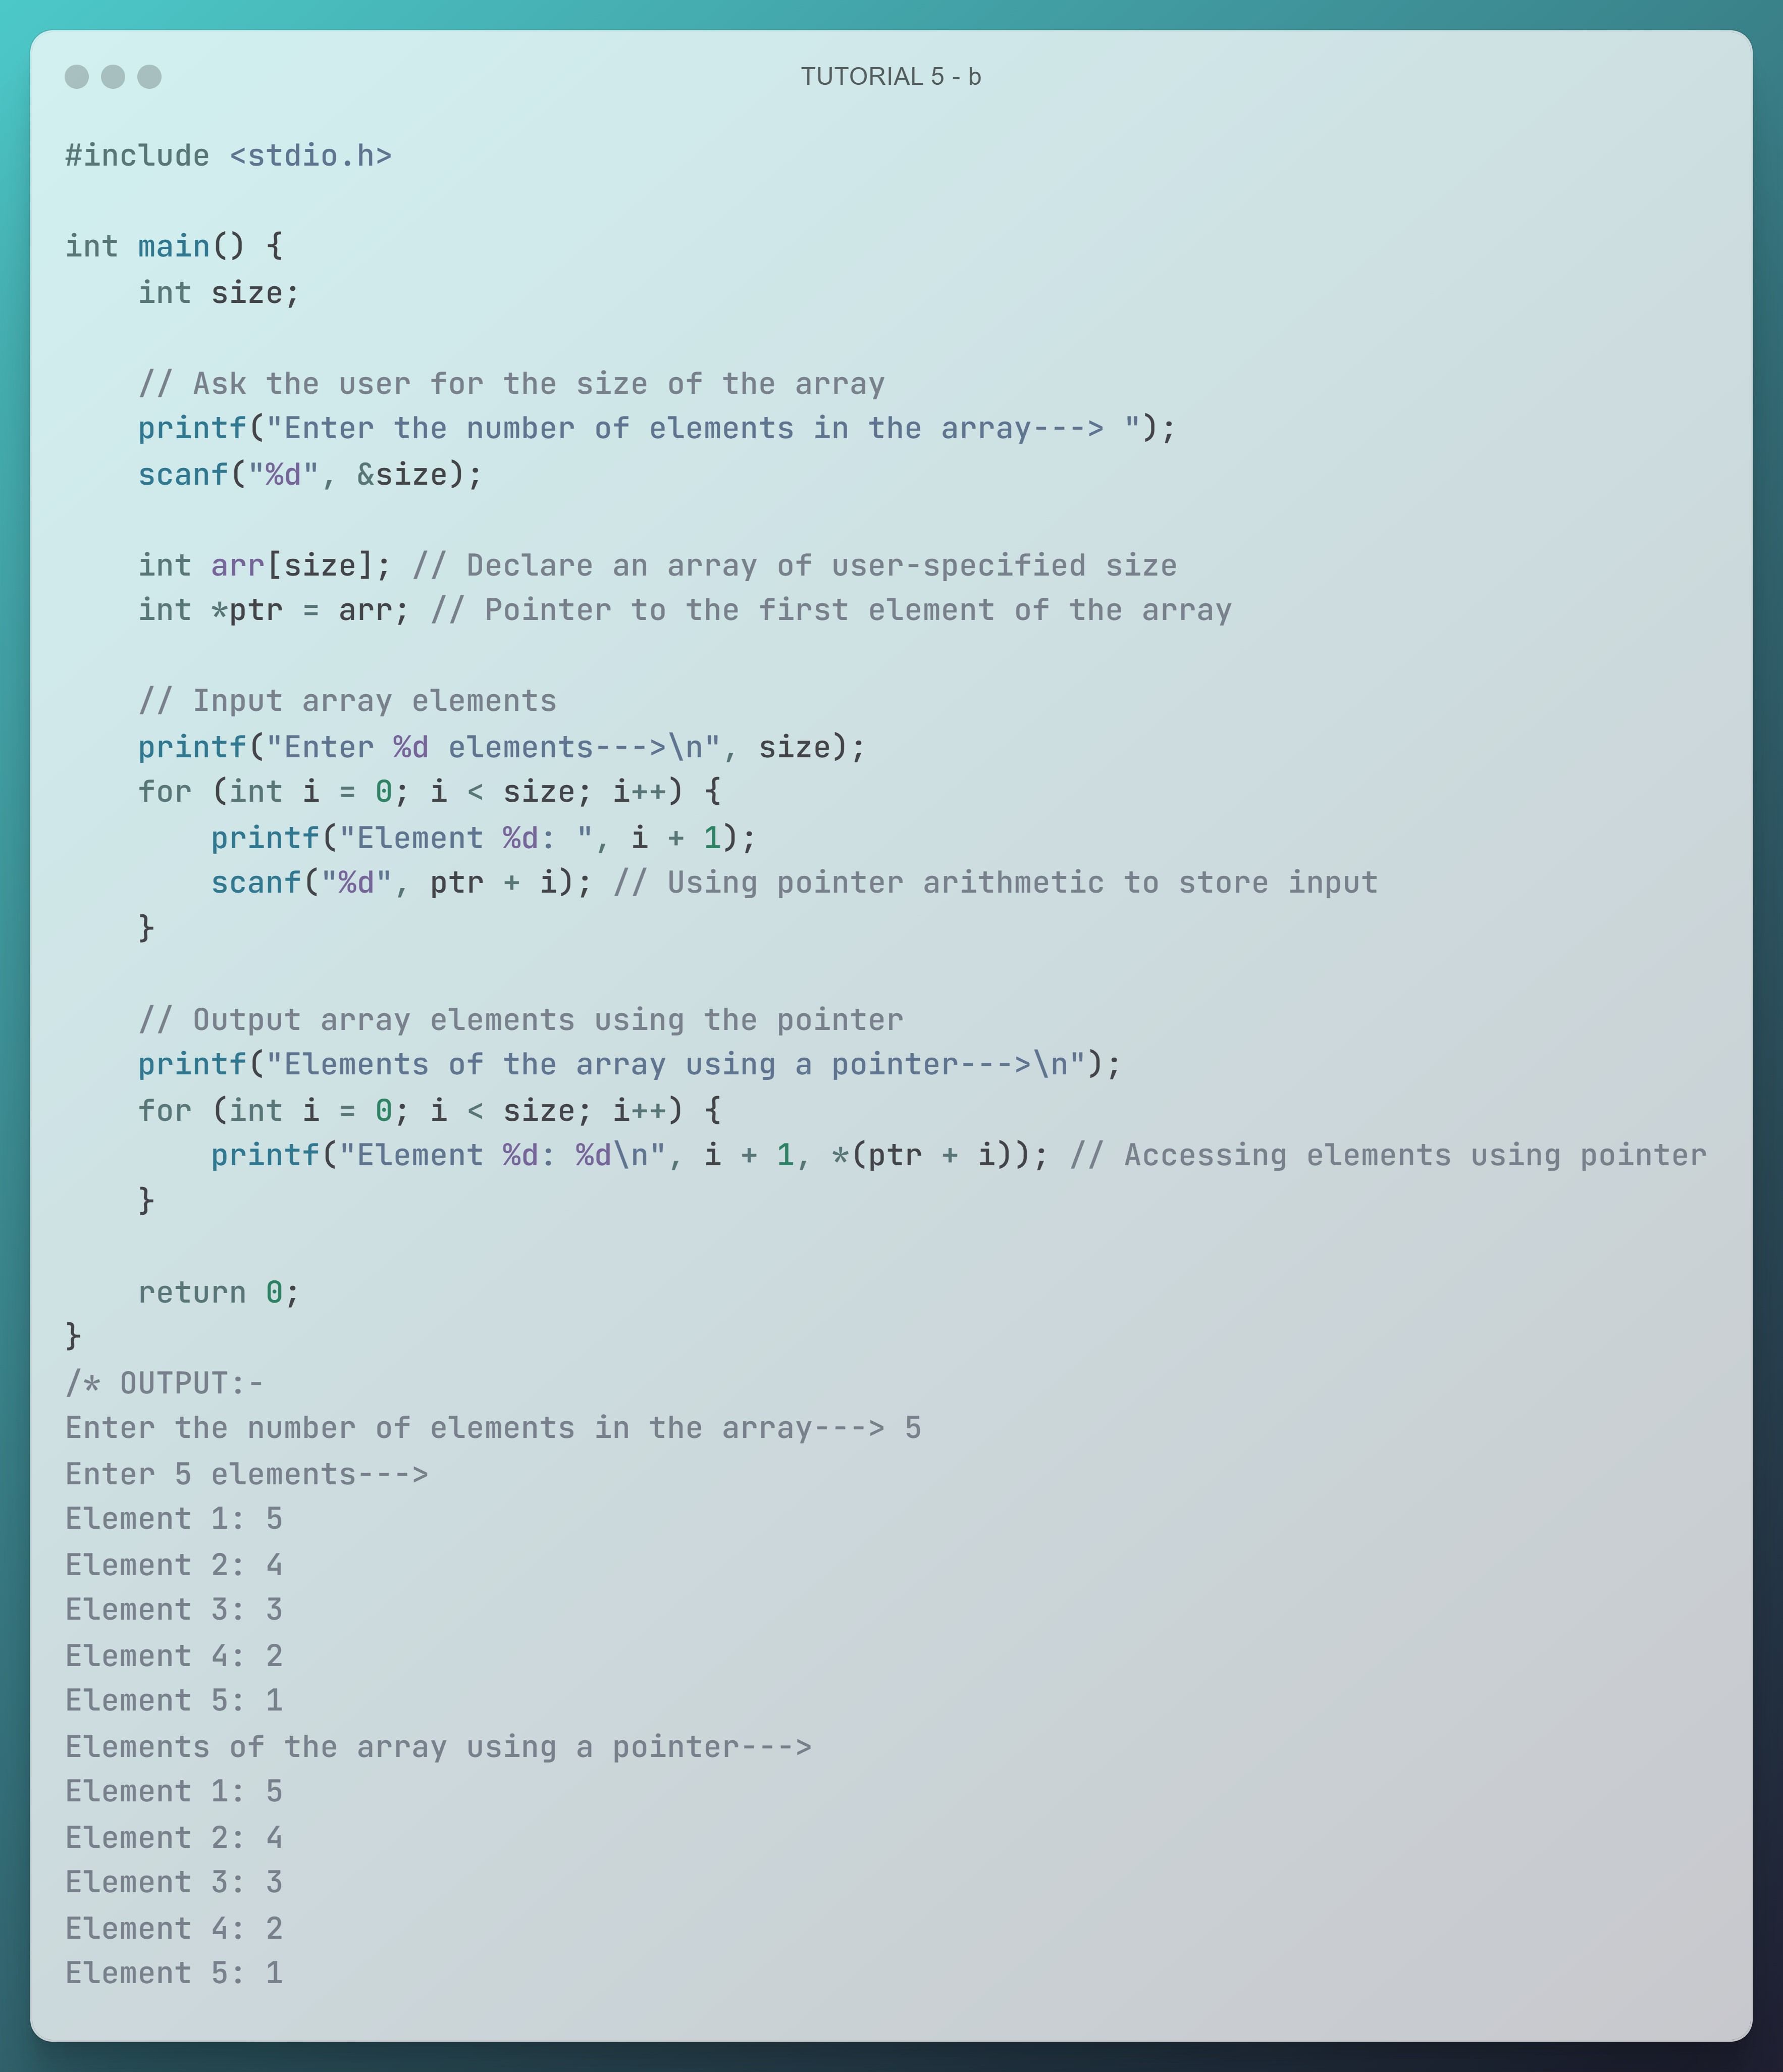 TUTORIAL 5 - b
#include <stdio.h>
int main() {
    int size;
    // Ask the user for the size of the array
    printf("Enter the number of elements in the array---> ");
    scanf("%d", &size);
    int arr[size]; // Declare an array of user-specified size
    int *ptr = arr; // Pointer to the first element of the array
    // Input array elements
    printf("Enter %d elements--->\n", size);
    for (int i = 0; i < size; i++) {
        printf("Element %d: ", i + 1);
        scanf("%d", ptr + i); // Using pointer arithmetic to store input
    }
    // Output array elements using the pointer
    printf("Elements of the array using a pointer--->\n");
    for (int i = 0; i < size; i++) {
        printf("Element %d: %d\n", i + 1, *(ptr + i)); // Accessing elements using pointer
    }
    return 0;
}
/* OUTPUT:-
Enter the number of elements in the array---> 5
Enter 5 elements--->
Element 1: 5
Element 2: 4
Element 3: 3
Element 4: 2
Element 5: 1
Elements of the array using a pointer--->
Element 1: 5
Element 2: 4
Element 3: 3
Element 4: 2
Element 5: 1